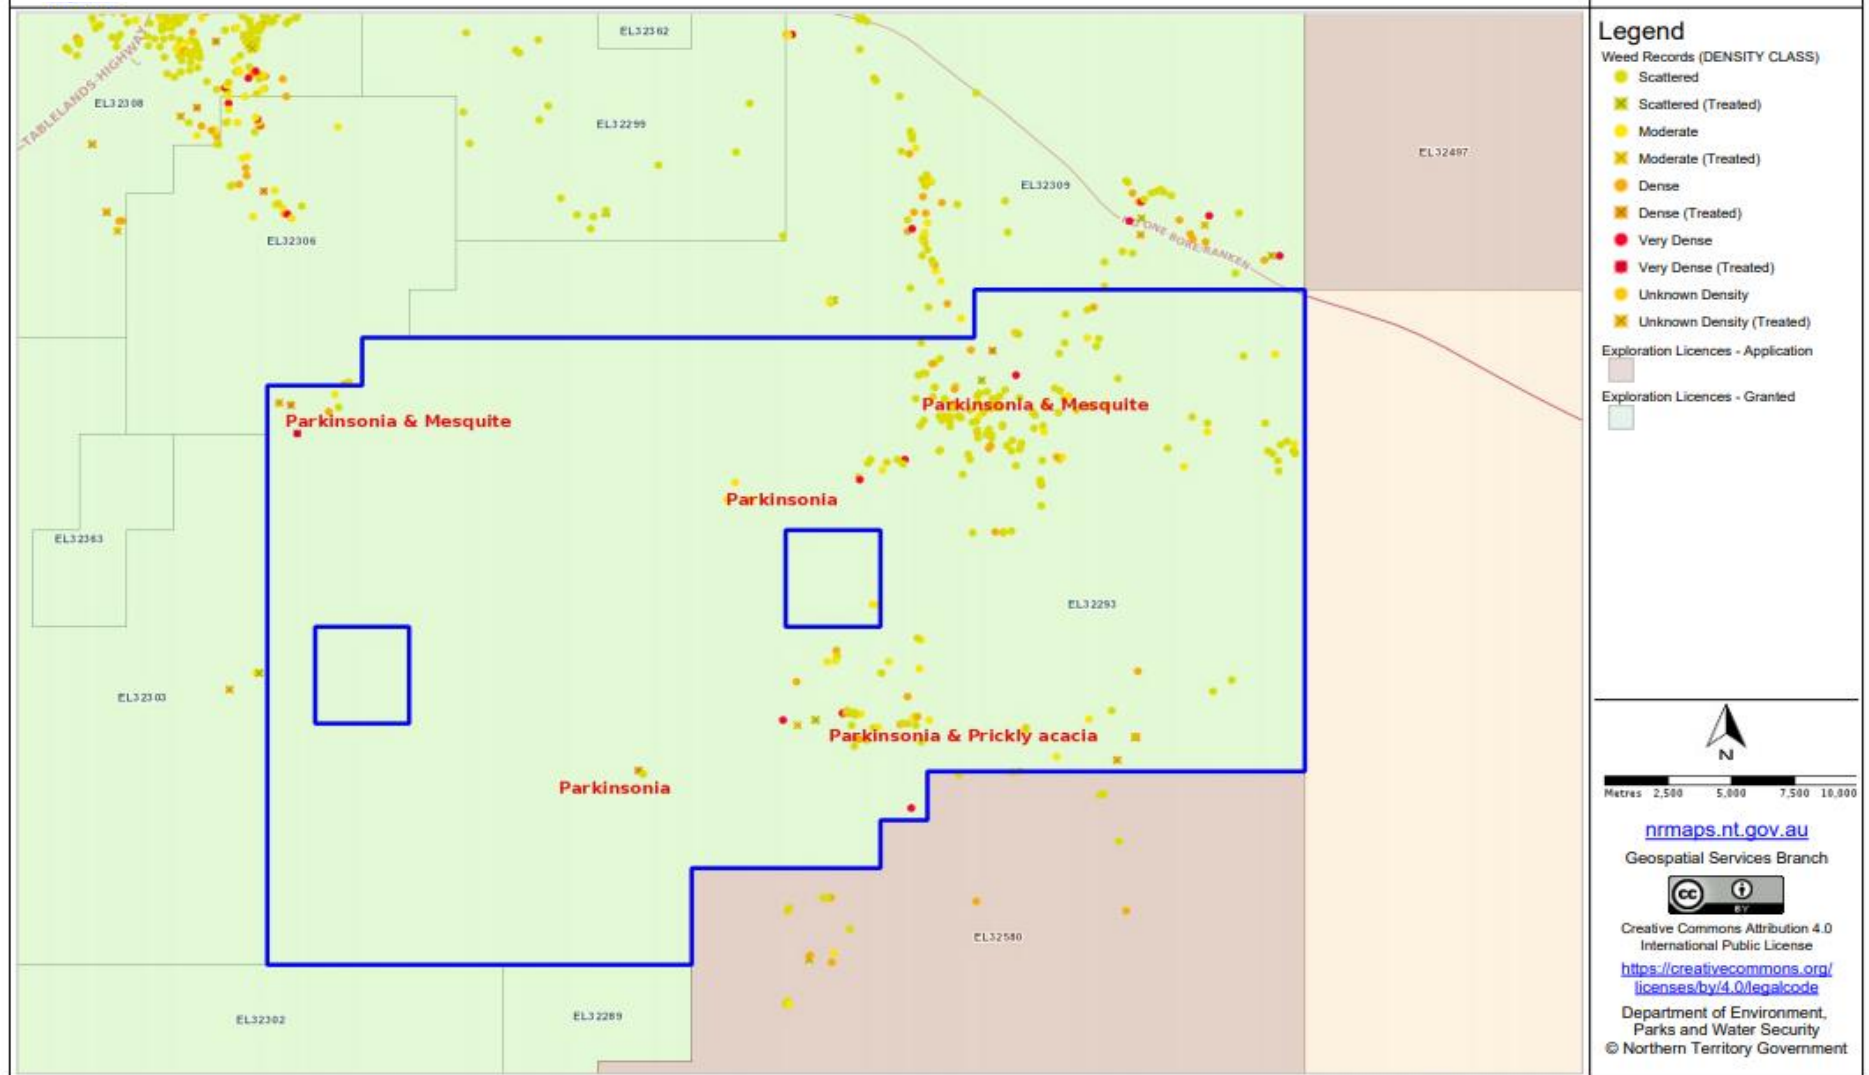 EL32362
TABLELANDS-HIGHWAY
EL32308
EL32299
EL32309
EL32497
EL32306
EL32363
EL32303
EL32293
EL32580
EL32302
EL32289
Parkinsonia & Mesquite
Parkinsonia & Mesquite
Parkinsonia
Parkinsonia & Prickly acacia
Parkinsonia
Legend
Weed Records (DENSITY CLASS)
Scattered
Scattered (Treated)
Moderate
Moderate (Treated)
Dense
Dense (Treated)
Very Dense
Very Dense (Treated)
Unknown Density
Unknown Density (Treated)
Exploration Licences - Application
Exploration Licences - Granted
N
Metres 2,500 5,000 7,500 10,000
nrmaps.nt.gov.au
Geospatial Services Branch
cc
BY
Creative Commons Attribution 4.0
International Public License
https://creativecommons.org/
licenses/by/4.0/legalcode
Department of Environment,
Parks and Water Security
© Northern Territory Government